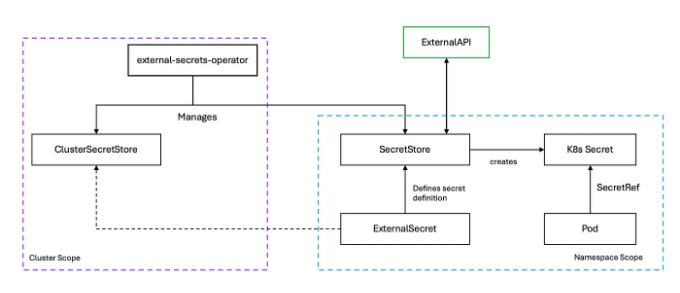 ExternalAPI
external-secrets-operator
Manages
ClusterSecretStore
SecretStore
creates
K8s Secret
Defines secret
definition
SecretRef
ExternalSecret
Pod
Cluster Scope
Namespace Scope